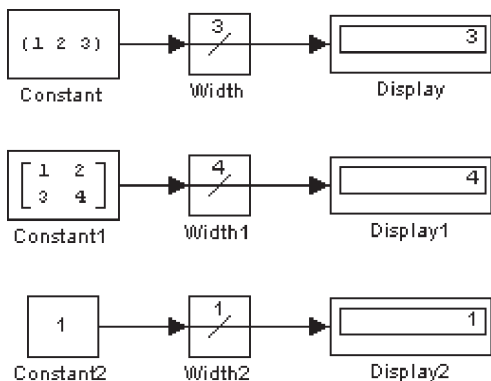 (1 2 3) 3 3
Constant Width Display
1 2
3 4 4 4
Constant1 Width1 Display1
1 1 1
Constant2 Width2 Display2